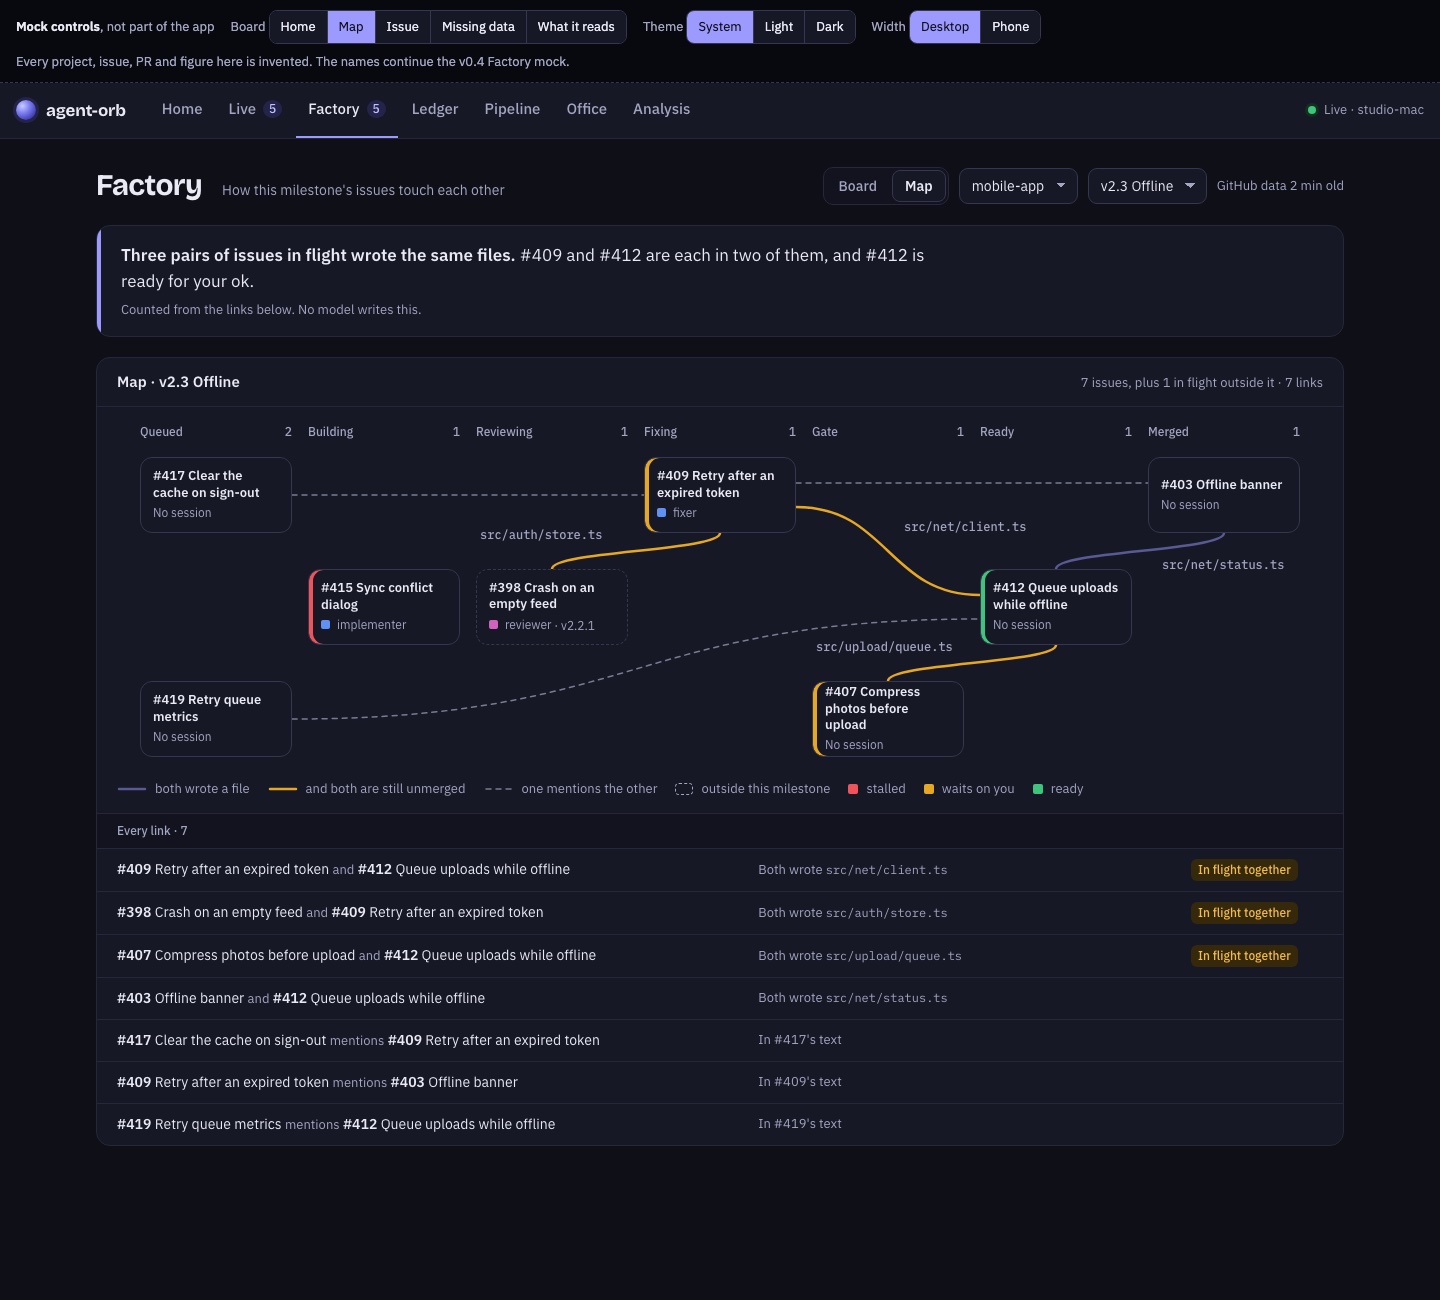 Mock controls, not part of the app Board Home Map Issue Missing data What it reads Theme System Light Dark Width Desktop Phone
Every project, issue, PR and figure here is invented. The names continue the v0.4 Factory mock.
agent-orb Home Live 5 Factory 5 Ledger Pipeline Office Analysis Live · studio-mac
Factory How this milestone's issues touch each other Board Map mobile-app v2.3 Offline GitHub data 2 min old
Three pairs of issues in flight wrote the same files. #409 and #412 are each in two of them, and #412 is
ready for your ok.
Counted from the links below. No model writes this.
Map · v2.3 Offline 7 issues, plus 1 in flight outside it · 7 links
Queued 2 Building 1 Reviewing 1 Fixing 1 Gate 1 Ready 1 Merged 1
#417 Clear the
cache on sign-out
No session
#409 Retry after an
expired token
fixer
#403 Offline banner
No session
src/auth/store.ts
src/net/client.ts
src/net/status.ts
#415 Sync conflict
dialog
implementer
#398 Crash on an
empty feed
reviewer · v2.2.1
#412 Queue uploads
while offline
No session
src/upload/queue.ts
#419 Retry queue
metrics
No session
#407 Compress
photos before
upload
No session
both wrote a file and both are still unmerged one mentions the other outside this milestone stalled waits on you ready
Every link · 7
#409 Retry after an expired token and #412 Queue uploads while offline Both wrote src/net/client.ts In flight together
#398 Crash on an empty feed and #409 Retry after an expired token Both wrote src/auth/store.ts In flight together
#407 Compress photos before upload and #412 Queue uploads while offline Both wrote src/upload/queue.ts In flight together
#403 Offline banner and #412 Queue uploads while offline Both wrote src/net/status.ts
#417 Clear the cache on sign-out mentions #409 Retry after an expired token In #417's text
#409 Retry after an expired token mentions #403 Offline banner In #409's text
#419 Retry queue metrics mentions #412 Queue uploads while offline In #419's text